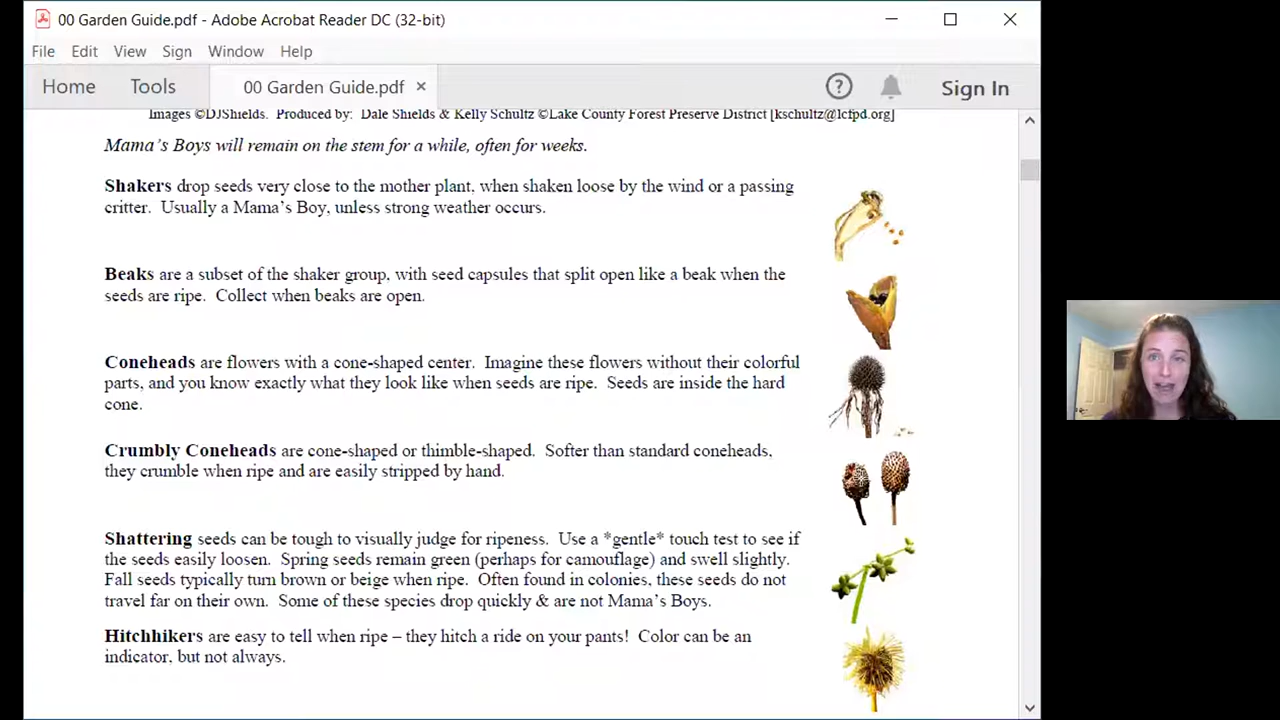 00 Garden Guide.pdf - Adobe Acrobat Reader DC (32-bit)
File Edit View Sign Window Help
Home Tools 00 Garden Guide.pdf × ? Sign In
Images ©DJShields. Produced by: Dale Shields & Kelly Schultz ©Lake County Forest Preserve District [kschultz@lcfpd.org]
Mama's Boys will remain on the stem for a while, often for weeks.
Shakers drop seeds very close to the mother plant, when shaken loose by the wind or a passing
critter. Usually a Mama's Boy, unless strong weather occurs.
Beaks are a subset of the shaker group, with seed capsules that split open like a beak when the
seeds are ripe. Collect when beaks are open.
Coneheads are flowers with a cone-shaped center. Imagine these flowers without their colorful
parts, and you know exactly what they look like when seeds are ripe. Seeds are inside the hard
cone.
Crumbly Coneheads are cone-shaped or thimble-shaped. Softer than standard coneheads,
they crumble when ripe and are easily stripped by hand.
Shattering seeds can be tough to visually judge for ripeness. Use a *gentle* touch test to see if
the seeds easily loosen. Spring seeds remain green (perhaps for camouflage) and swell slightly.
Fall seeds typically turn brown or beige when ripe. Often found in colonies, these seeds do not
travel far on their own. Some of these species drop quickly & are not Mama's Boys.
Hitchhikers are easy to tell when ripe – they hitch a ride on your pants! Color can be an
indicator, but not always.